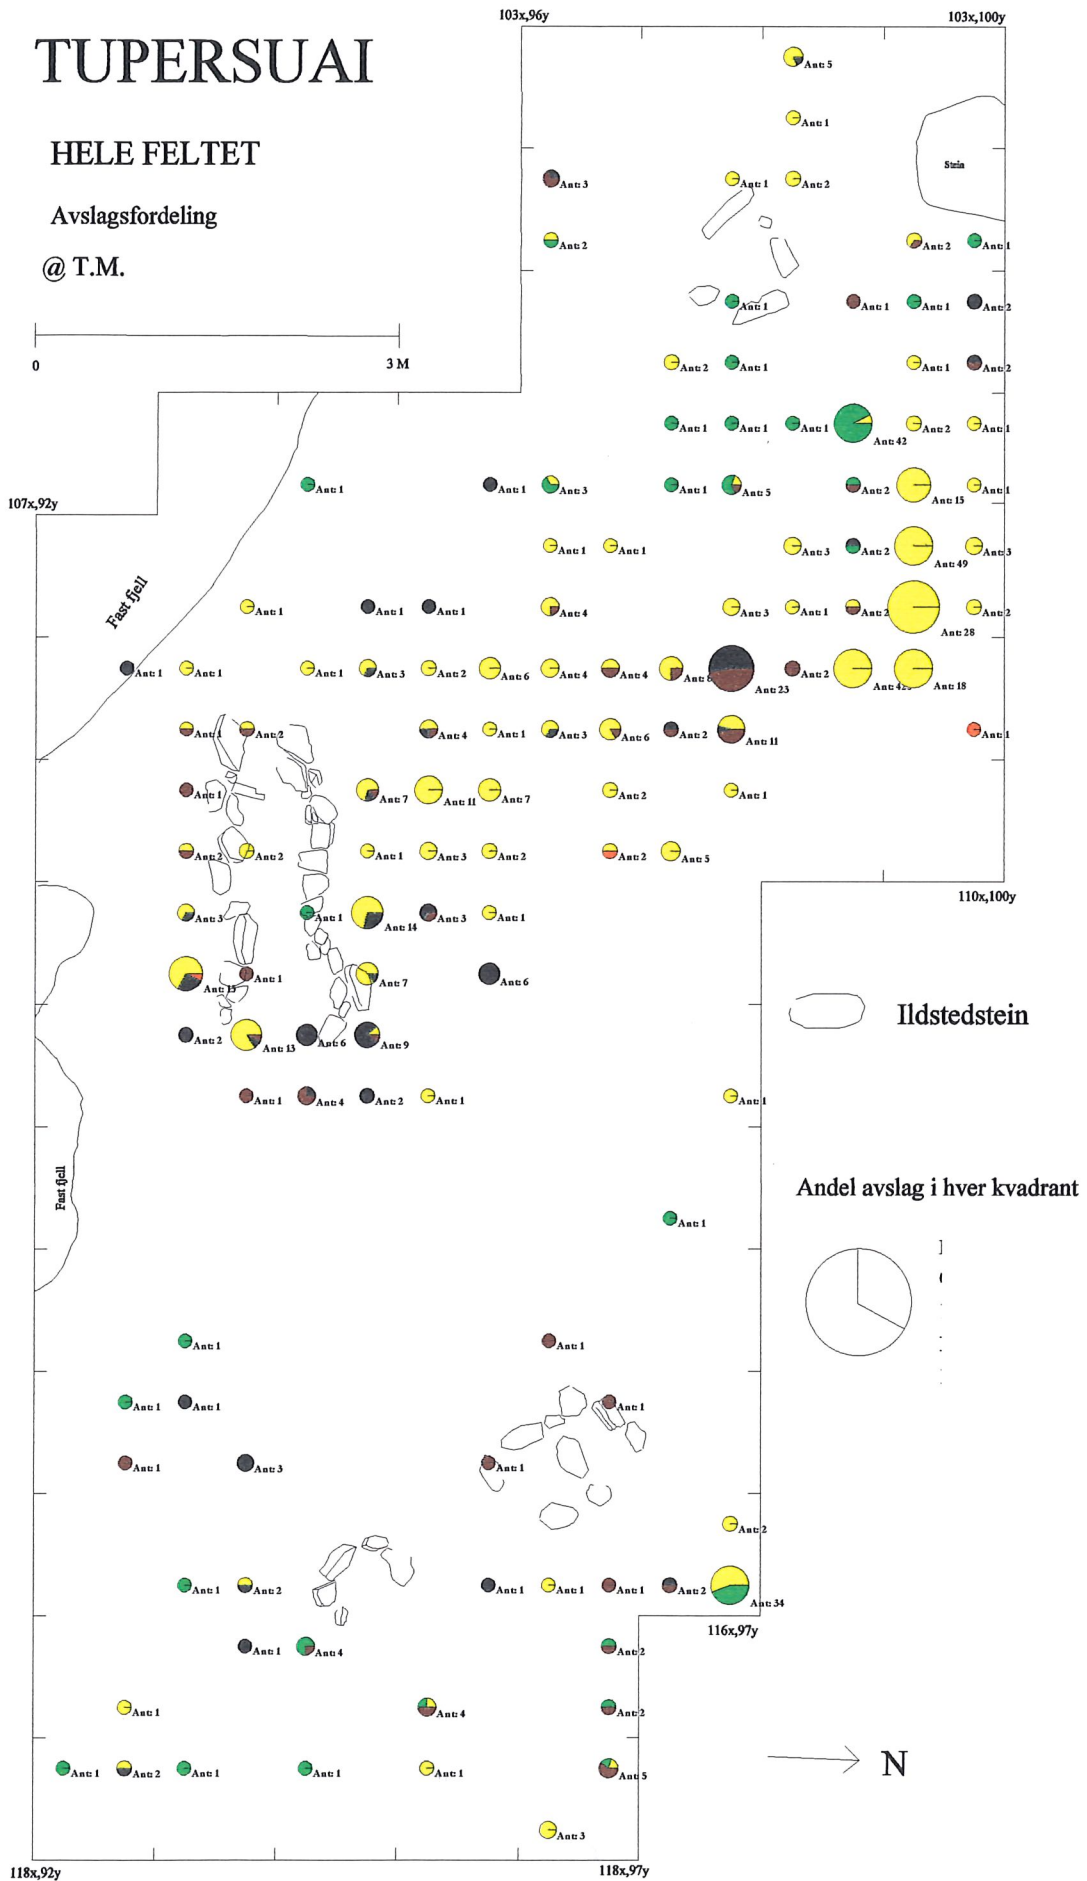 103x,96y 103x,100y
TUPERSUAI
Ant: 5
Ant: 1
HELE FELTET
Stein
Ant: 3 Ant: 1 Ant: 2
Avslagsfordeling
Ant: 2 Ant: 2 Ant: 1
@ T.M.
Ant: 1 Ant: 1 Ant: 1 Ant: 2
0 3 M
Ant: 2 Ant: 1 Ant: 1 Ant: 2
Ant: 1 Ant: 1 Ant: 1 Ant: 42 Ant: 2 Ant: 1
107x,92y
Ant: 1 Ant: 1 Ant: 3 Ant: 1 Ant: 5 Ant: 2 Ant: 15 Ant: 1
Ant: 1 Ant: 1 Ant: 3 Ant: 2 Ant: 49 Ant: 3
Fast fjell
Ant: 1 Ant: 1 Ant: 1 Ant: 4 Ant: 3 Ant: 1 Ant: 2 Ant: 28 Ant: 2
Ant: 1 Ant: 1 Ant: 1 Ant: 3 Ant: 2 Ant: 6 Ant: 4 Ant: 4 Ant: 8 Ant: 23 Ant: 2 Ant: 42 Ant: 18
Ant: 1 Ant: 2 Ant: 4 Ant: 1 Ant: 3 Ant: 6 Ant: 2 Ant: 11 Ant: 1
Ant: 1 Ant: 7 Ant: 11 Ant: 7 Ant: 2 Ant: 1
Ant: 2 Ant: 2 Ant: 1 Ant: 3 Ant: 2 Ant: 2 Ant: 5
110x,100y
Ant: 3 Ant: 1 Ant: 14 Ant: 3 Ant: 1
Ant: 15 Ant: 1 Ant: 7 Ant: 6
Ildstedstein
Ant: 2 Ant: 13 Ant: 6 Ant: 9
Ant: 1 Ant: 4 Ant: 2 Ant: 1 Ant: 1
Fast fjell
Andel avslag i hver kvadrant
Ant: 1
Ant: 1 Ant: 1
Ant: 1 Ant: 1 Ant: 1
Ant: 1 Ant: 3 Ant: 1
Ant: 2
Ant: 1 Ant: 2 Ant: 1 Ant: 1 Ant: 1 Ant: 2 Ant: 34
116x,97y
Ant: 1 Ant: 4 Ant: 2
Ant: 1 Ant: 4 Ant: 2
N
Ant: 1 Ant: 2 Ant: 1 Ant: 1 Ant: 1 Ant: 5
Ant: 3
118x,92y 118x,97y